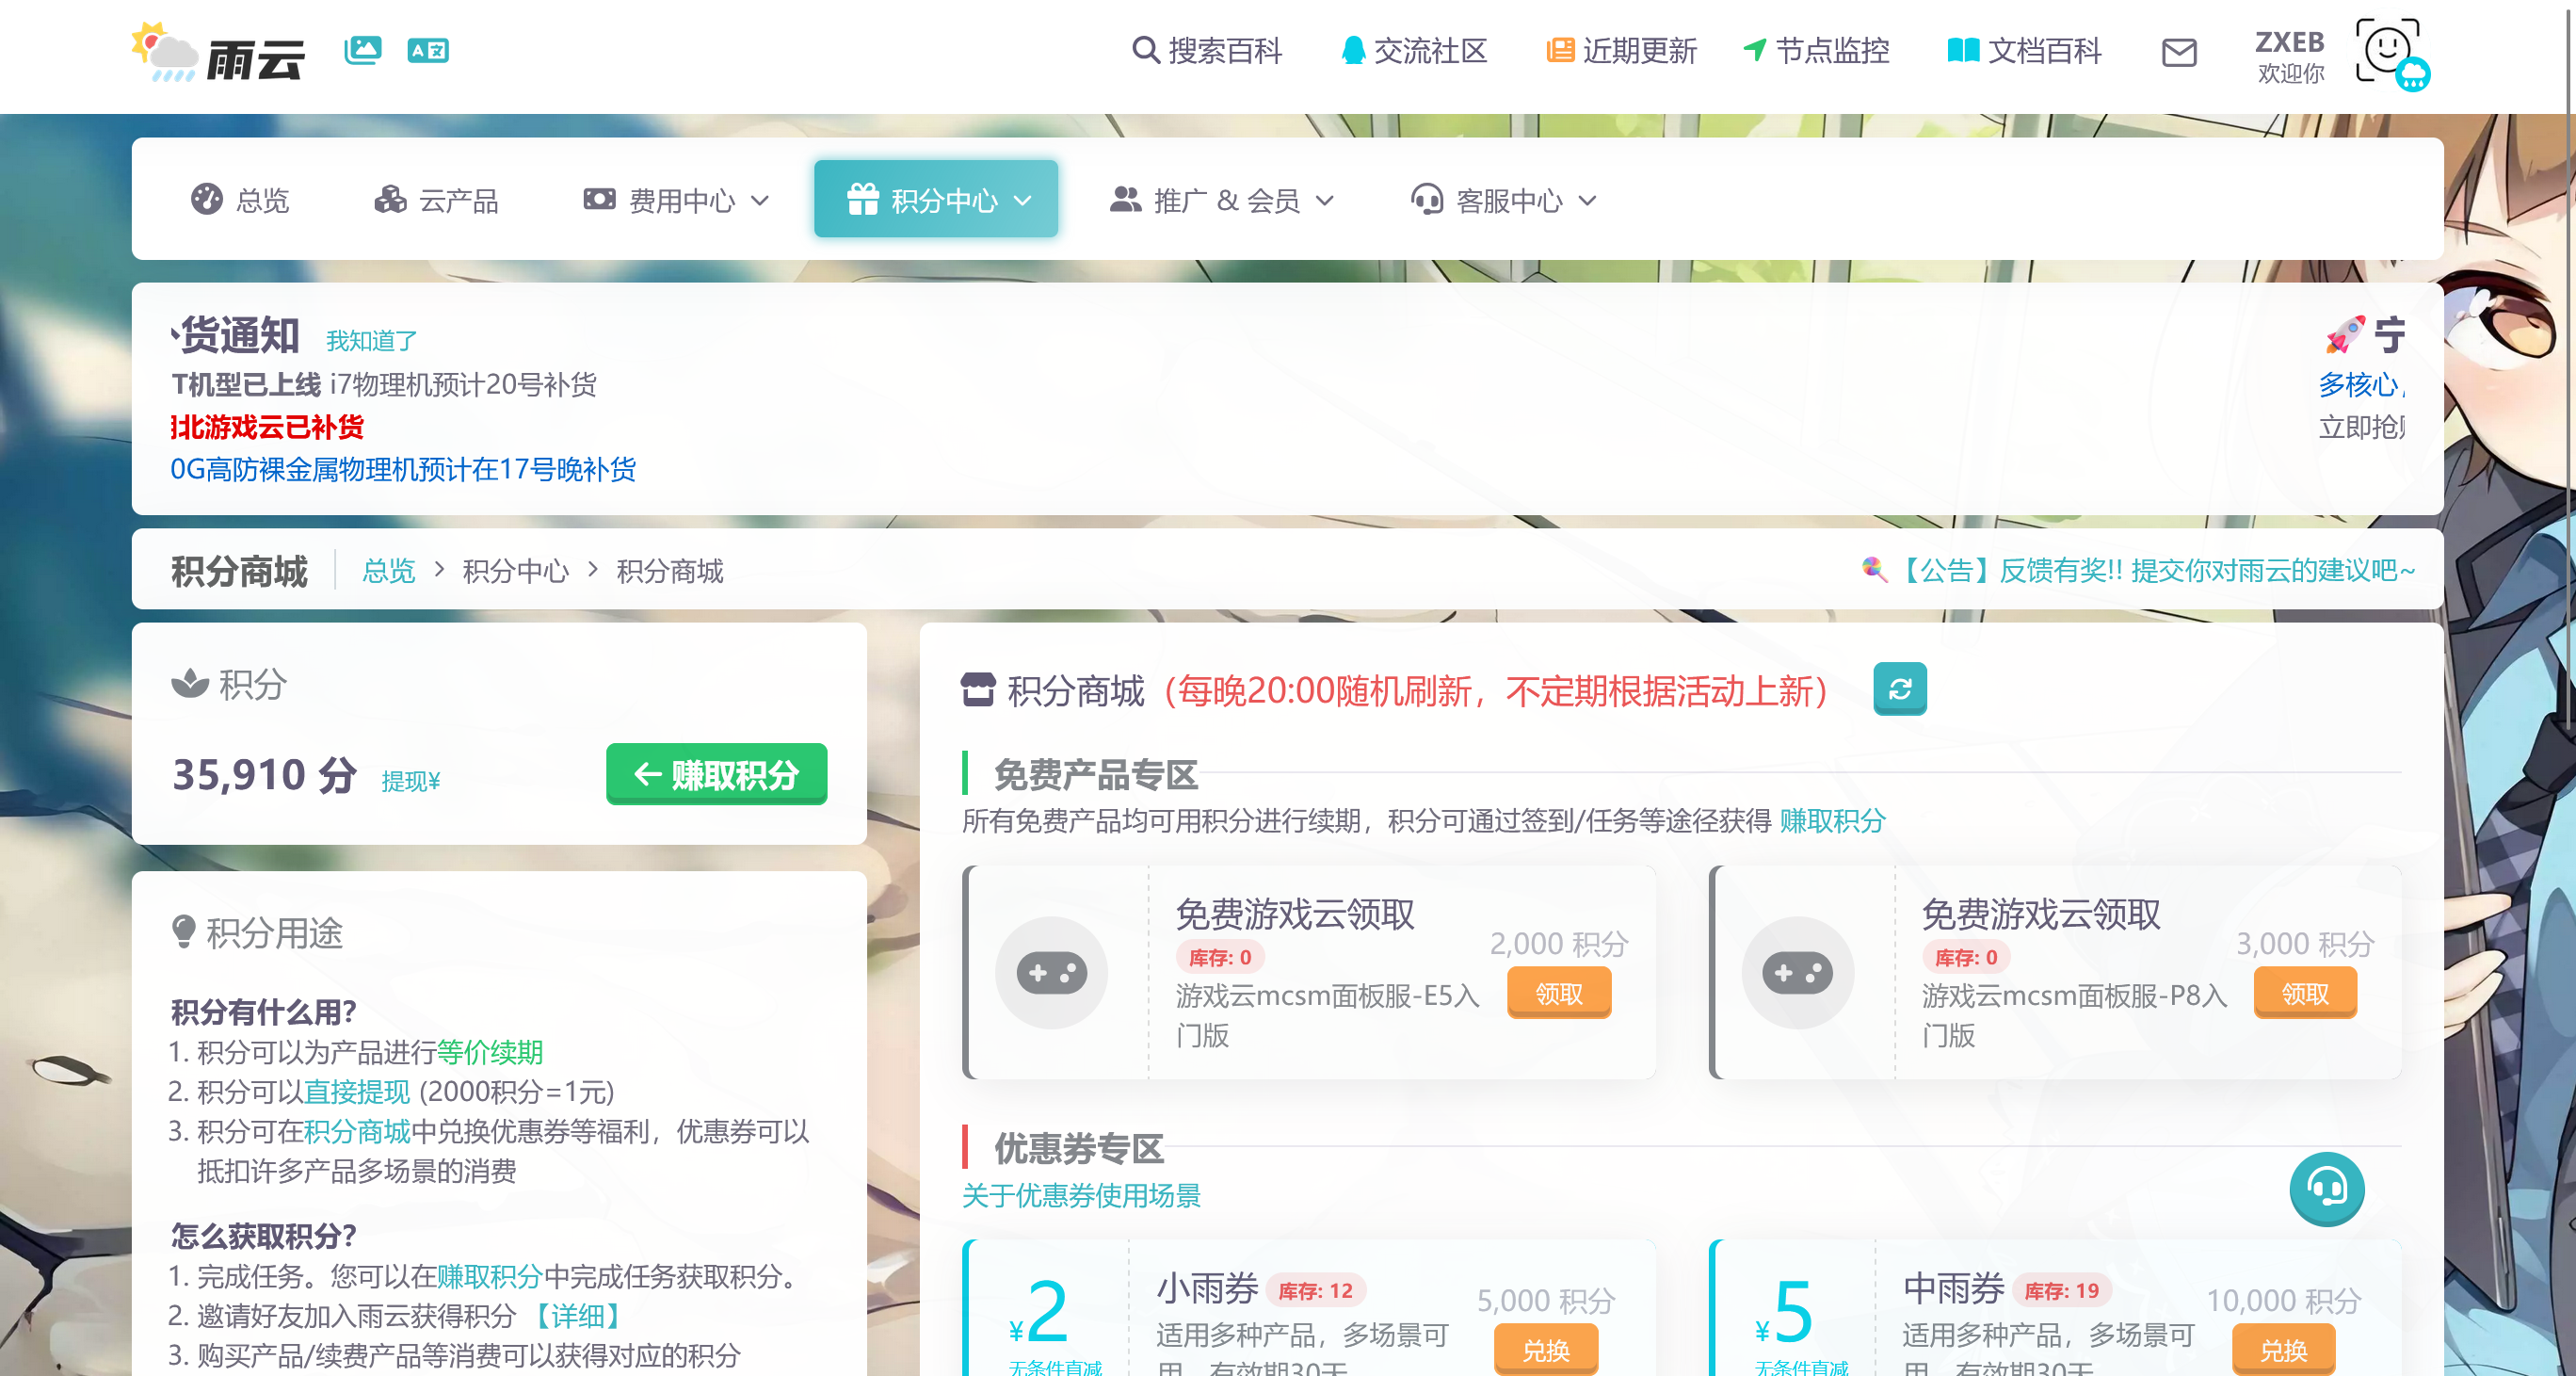 雨云
搜索百科
交流社区
近期更新
节点监控
文档百科
ZXEB
欢迎你
总览
云产品
费用中心
积分中心
推广 & 会员
客服中心
货通知 我知道了
T机型已上线 i7物理机预计20号补货
北游戏云已补货
0G高防裸金属物理机预计在17号晚补货
🚀 宁
多核心,
立即抢
积分商城 总览 > 积分中心 > 积分商城
【公告】反馈有奖!! 提交你对雨云的建议吧~
积分
35,910 分 提现¥
赚取积分
积分用途
积分有什么用?
1. 积分可以为产品进行等价续期
2. 积分可以直接提现 (2000积分=1元)
3. 积分可在积分商城中兑换优惠券等福利，优惠券可以
抵扣许多产品多场景的消费
怎么获取积分?
1. 完成任务。您可以在赚取积分中完成任务获取积分。
2. 邀请好友加入雨云获得积分 【详细】
3. 购买产品/续费产品等消费可以获得对应的积分
积分商城（每晚20:00随机刷新，不定期根据活动上新）
免费产品专区
所有免费产品均可用积分进行续期，积分可通过签到/任务等途径获得 赚取积分
免费游戏云领取
库存: 0
游戏云mcsm面板服-E5入
门版
2,000 积分
领取
免费游戏云领取
库存: 0
游戏云mcsm面板服-P8入
门版
3,000 积分
领取
优惠券专区
关于优惠券使用场景
¥2
无条件直减
小雨券 库存: 12
适用多种产品，多场景可
用，有效期30天
5,000 积分
兑换
¥5
无条件直减
中雨券 库存: 19
适用多种产品，多场景可
用，有效期30天
10,000 积分
兑换